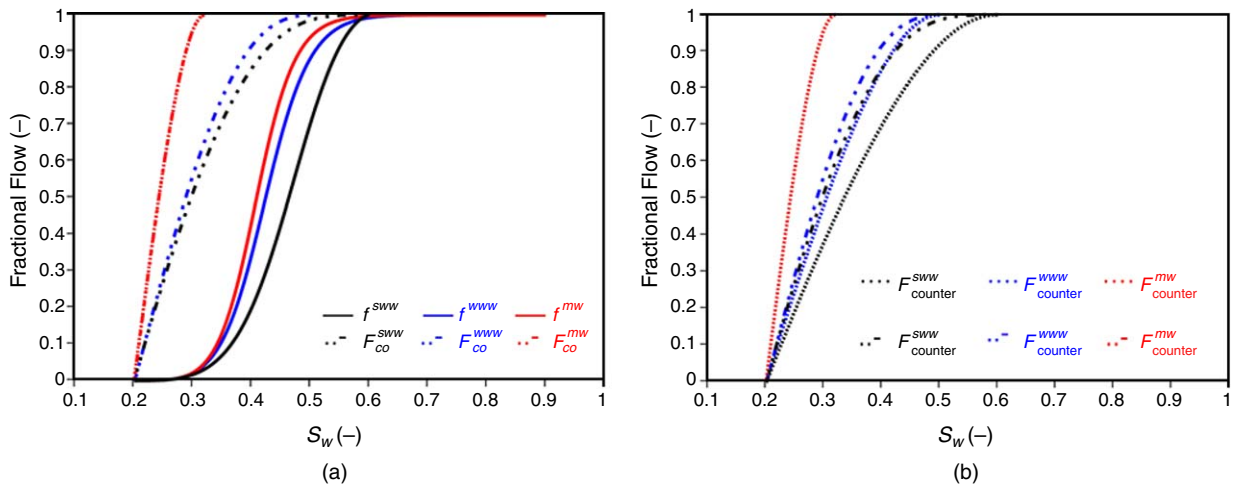 Fractional Flow (–)
1
0.9
0.8
0.7
0.6
0.5
0.4
0.3
0.2
0.1
0
f^sww f^www f^mw
F_co^sww F_co^www F_co^mw
0.1 0.2 0.3 0.4 0.5 0.6 0.7 0.8 0.9 1
S_w (–)
(a)
Fractional Flow (–)
1
0.9
0.8
0.7
0.6
0.5
0.4
0.3
0.2
0.1
0
F_counter^sww F_counter^www F_counter^mw
F_counter^sww F_counter^www F_counter^mw
0.1 0.2 0.3 0.4 0.5 0.6 0.7 0.8 0.9 1
S_w (–)
(b)